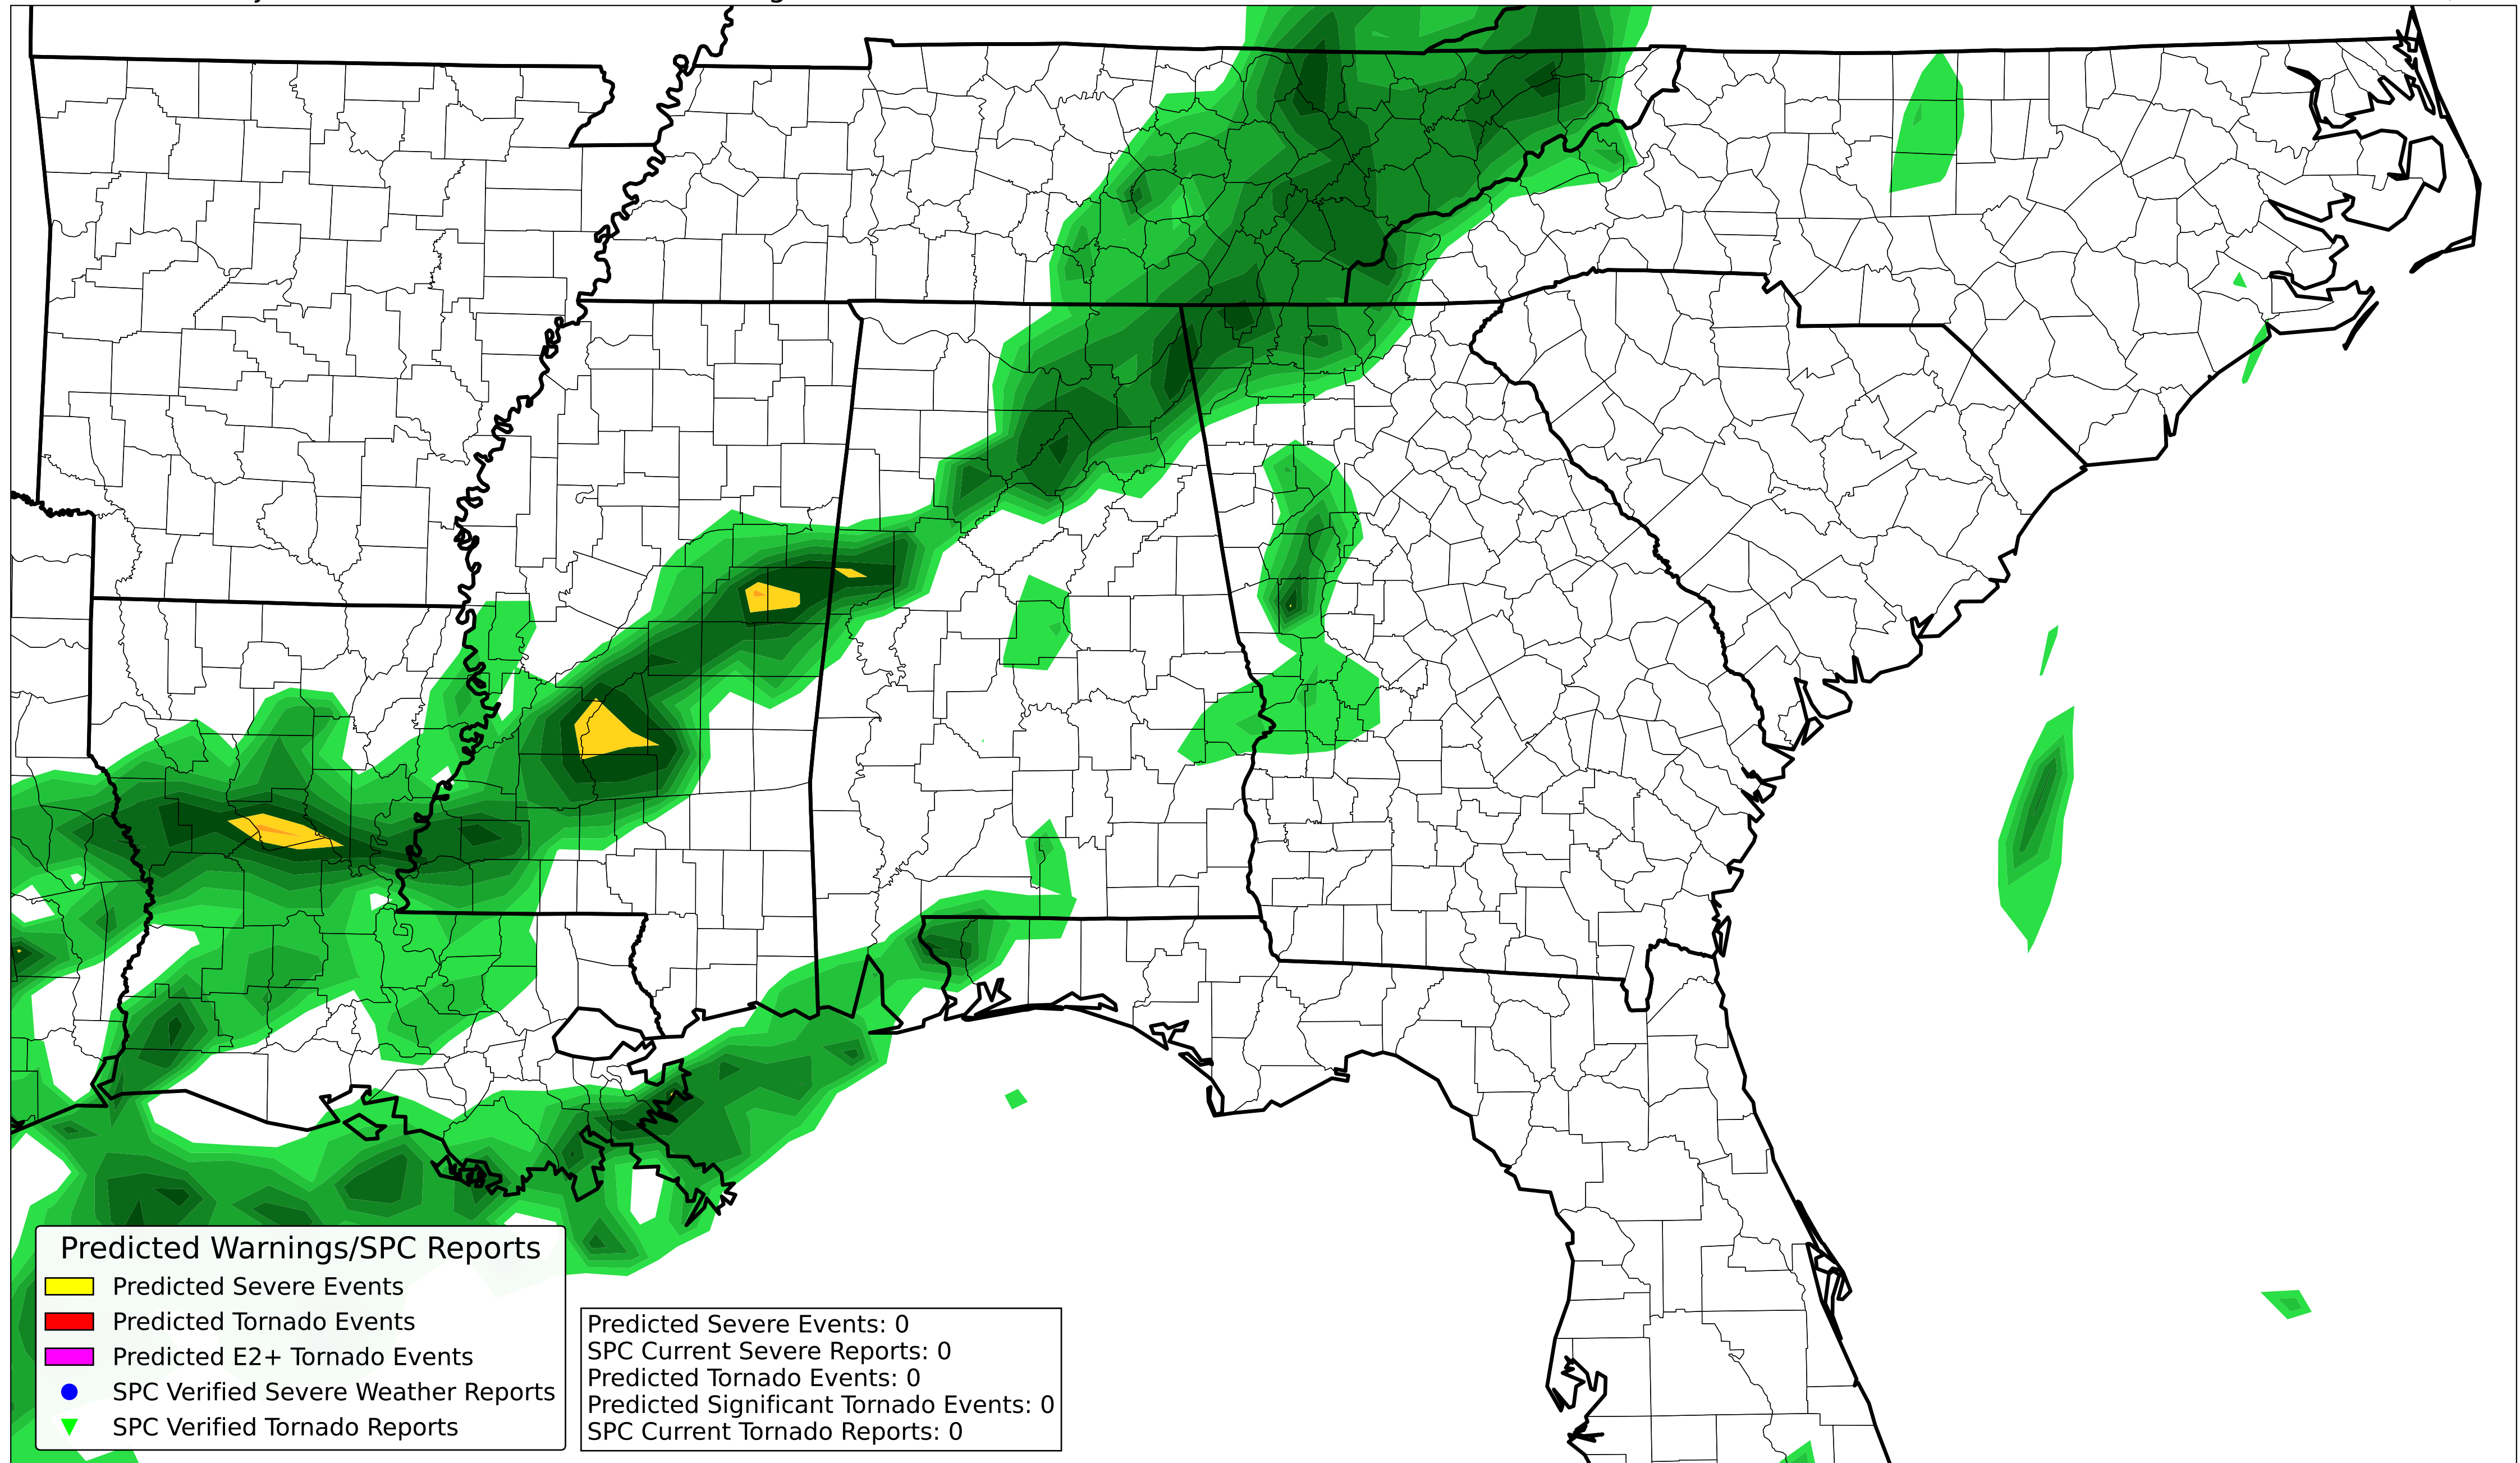 Predicted Warnings/SPC Reports
Predicted Severe Events
Predicted Tornado Events
Predicted E2+ Tornado Events
SPC Verified Severe Weather Reports
SPC Verified Tornado Reports
Predicted Severe Events: 0
SPC Current Severe Reports: 0
Predicted Tornado Events: 0
Predicted Significant Tornado Events: 0
SPC Current Tornado Reports: 0